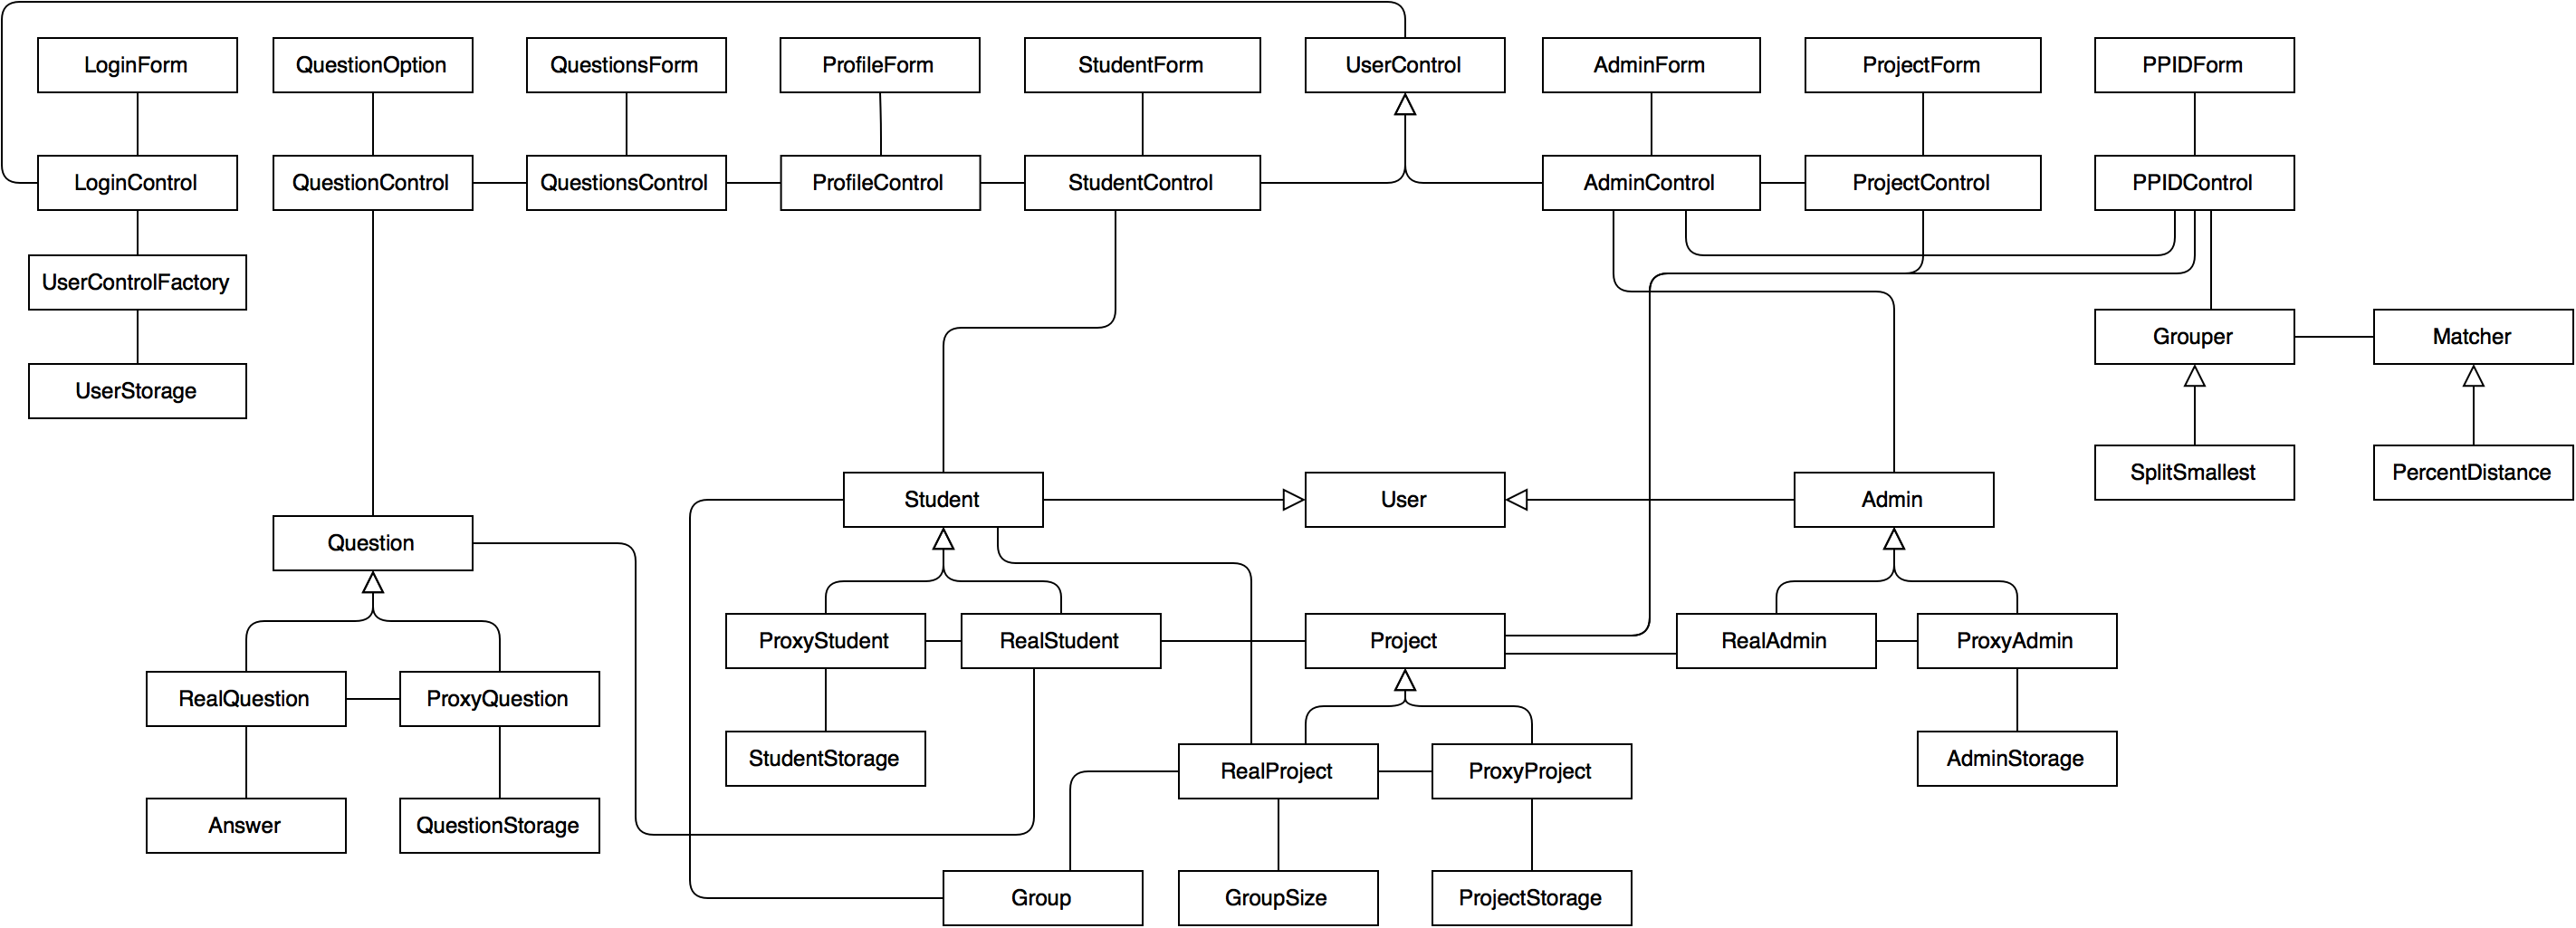 LoginForm
QuestionOption
QuestionsForm
ProfileForm
StudentForm
UserControl
AdminForm
ProjectForm
PPIDForm
LoginControl
QuestionControl
QuestionsControl
ProfileControl
StudentControl
AdminControl
ProjectControl
PPIDControl
UserControlFactory
Grouper
Matcher
UserStorage
SplitSmallest
PercentDistance
Student
User
Admin
Question
ProxyStudent
RealStudent
Project
RealAdmin
ProxyAdmin
RealQuestion
ProxyQuestion
StudentStorage
RealProject
ProxyProject
AdminStorage
Answer
QuestionStorage
Group
GroupSize
ProjectStorage